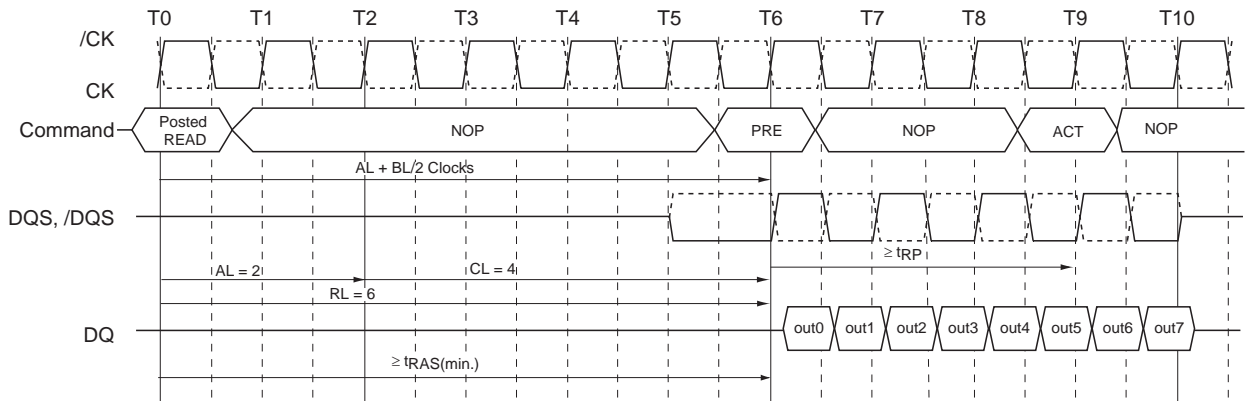 T0 T1 T2 T3 T4 T5 T6 T7 T8 T9 T10
/CK
CK
Command
Posted
READ
NOP
PRE
NOP
ACT
NOP
AL + BL/2 Clocks
DQS, /DQS
≥ tRP
AL = 2
CL = 4
RL = 6
DQ
out0 out1 out2 out3 out4 out5 out6 out7
≥ tRAS(min.)